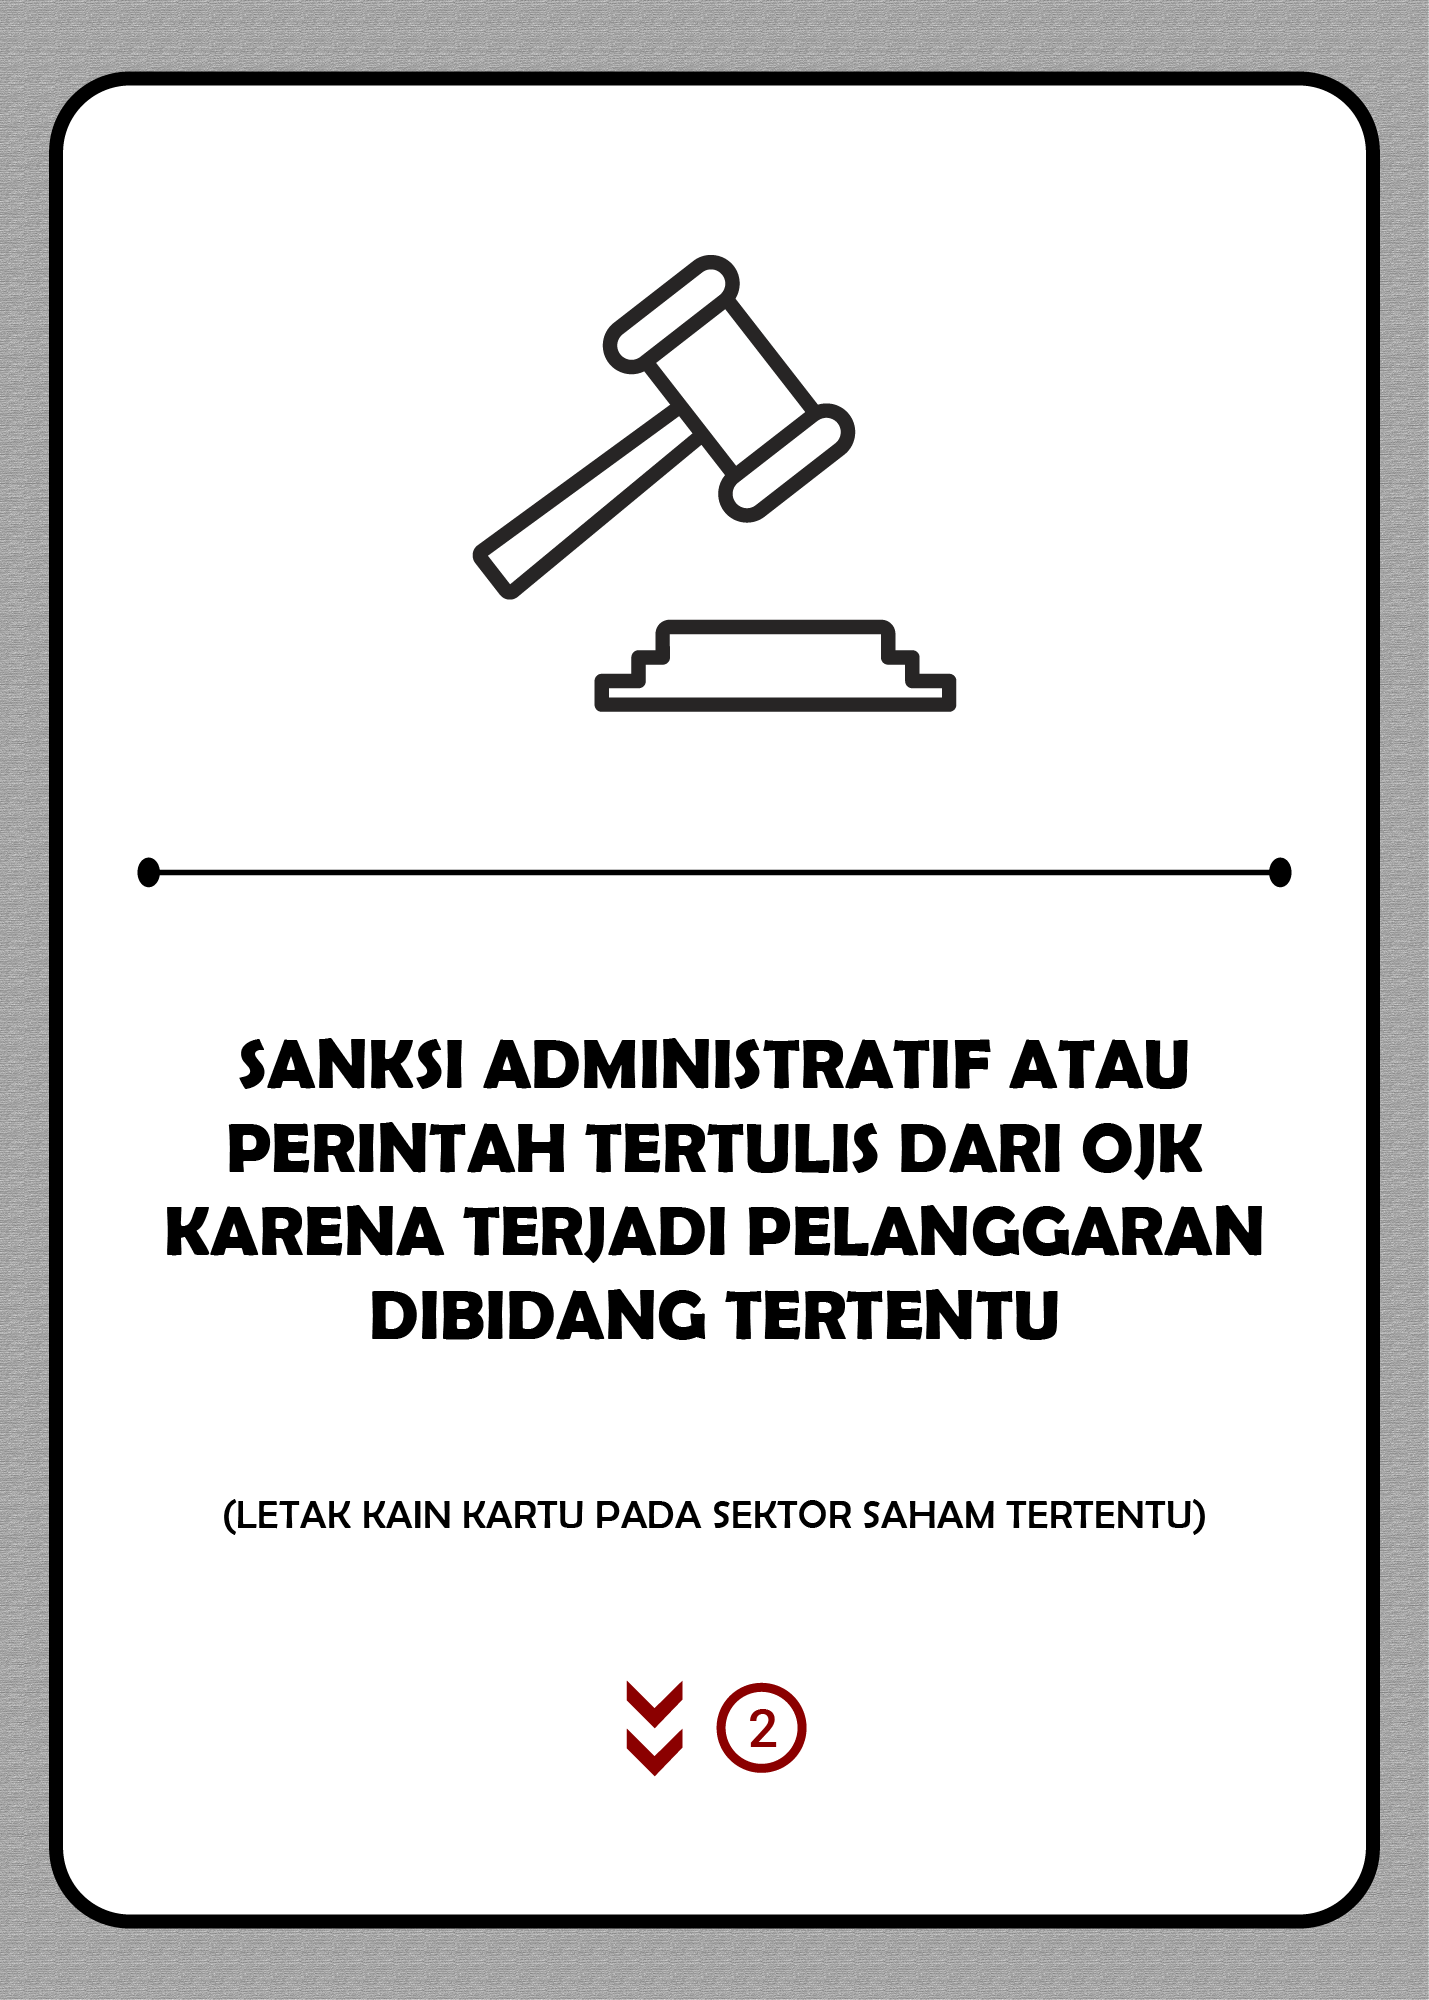 SANKSI ADMINISTRATIF ATAU
PERINTAH TERTULIS DARI OJK
KARENA TERJADI PELANGGARAN
DIBIDANG TERTENTU
(LETAK KAIN KARTU PADA SEKTOR SAHAM TERTENTU)
2